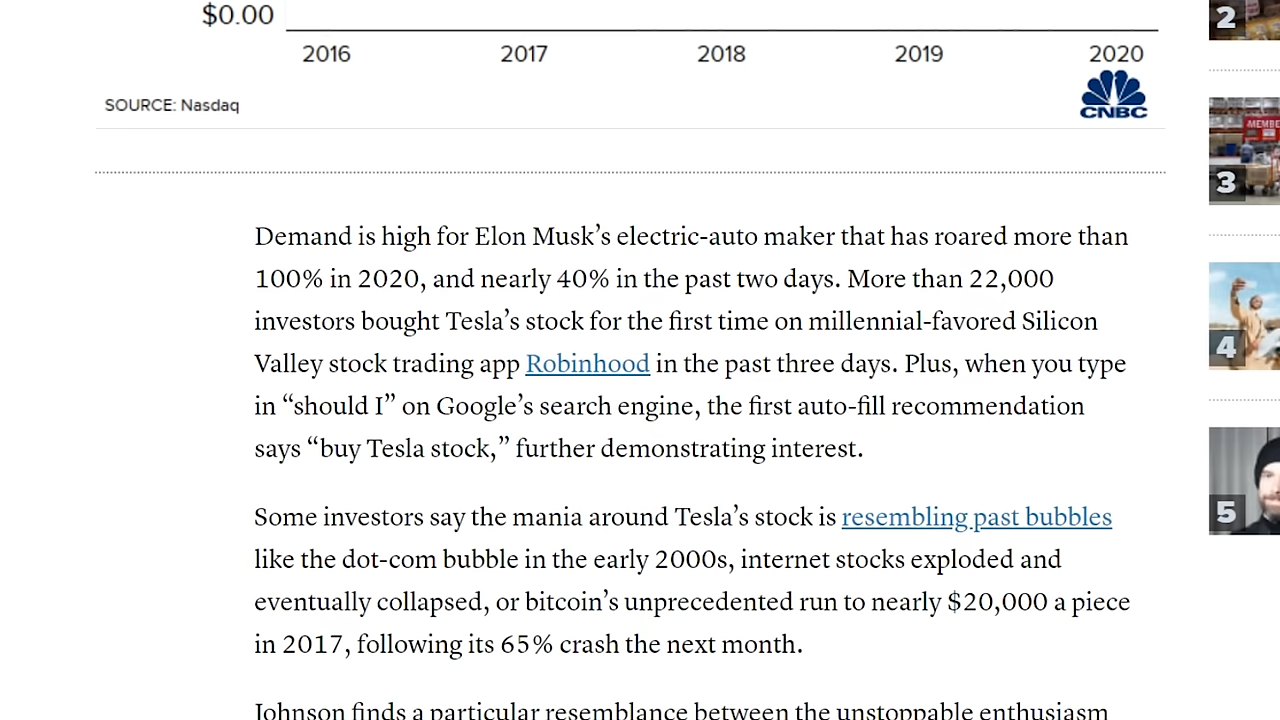 $0.00
2016 2017 2018 2019 2020
SOURCE: Nasdaq
CNBC
Demand is high for Elon Musk’s electric-auto maker that has roared more than
100% in 2020, and nearly 40% in the past two days. More than 22,000
investors bought Tesla’s stock for the first time on millennial-favored Silicon
Valley stock trading app Robinhood in the past three days. Plus, when you type
in “should I” on Google’s search engine, the first auto-fill recommendation
says “buy Tesla stock,” further demonstrating interest.
Some investors say the mania around Tesla’s stock is resembling past bubbles
like the dot-com bubble in the early 2000s, internet stocks exploded and
eventually collapsed, or bitcoin’s unprecedented run to nearly $20,000 a piece
in 2017, following its 65% crash the next month.
Johnson finds a particular resemblance between the unstoppable enthusiasm
2
MEMBE
3
4
5